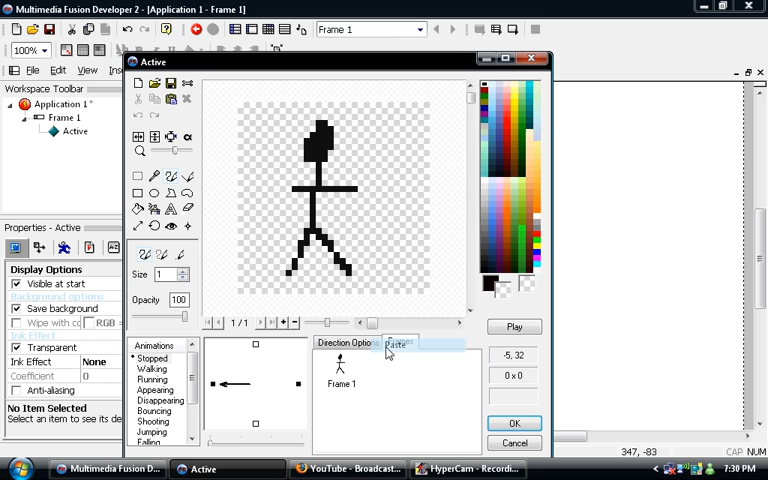 Multimedia Fusion Developer 2 - [Application 1 - Frame 1]
Frame 1
100%
File Edit View
Active
Workspace Toolbar
Application 1 *
Frame 1
Active
Properties - Active
Display Options
Visible at start
Background options
Save background
Wipe with co RGB =
Ink Effect
Transparent
Ink Effect None
Coefficient 0
Anti-aliasing
No Item Selected
Select an item to see its de
Size 1
Opacity 100
1 / 1
Animations
Stopped
Walking
Running
Appearing
Disappearing
Bouncing
Shooting
Jumping
Falling
Direction Options
Frames
Paste
Frame 1
Play
-5, 32
0 x 0
OK
Cancel
347, -83 CAP NUM
Multimedia Fusion D...
Active
YouTube - Broadcast...
HyperCam - Recordi...
7:30 PM